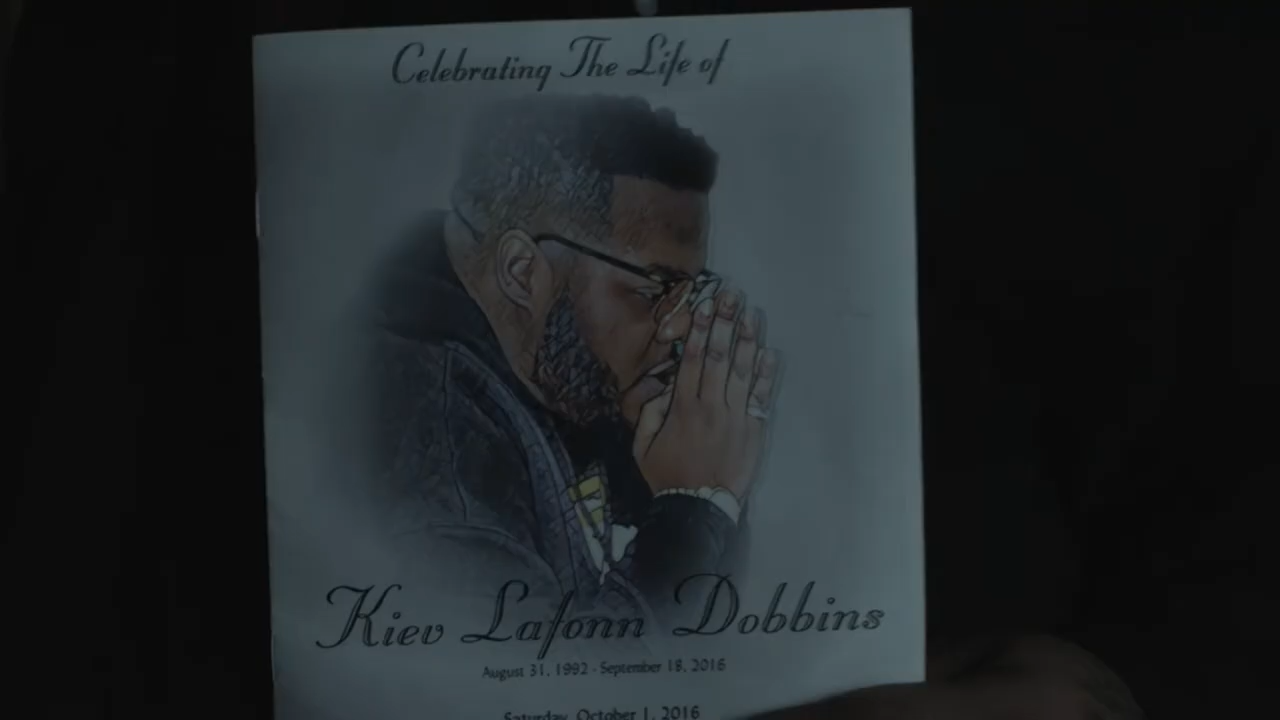 Celebrating The Life of
Kiev Lafonn Dobbins
August 31, 1992 - September 18, 2016
Saturday, October 1, 2016